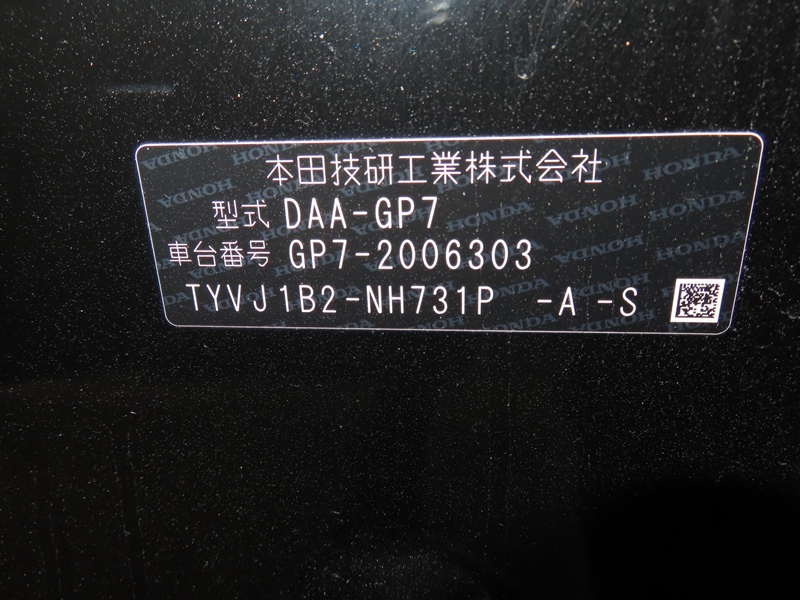 本田技研工業株式会社
型式 DAA-GP7
車台番号 GP7-2006303
TYVJ1B2-NH731P -A -S